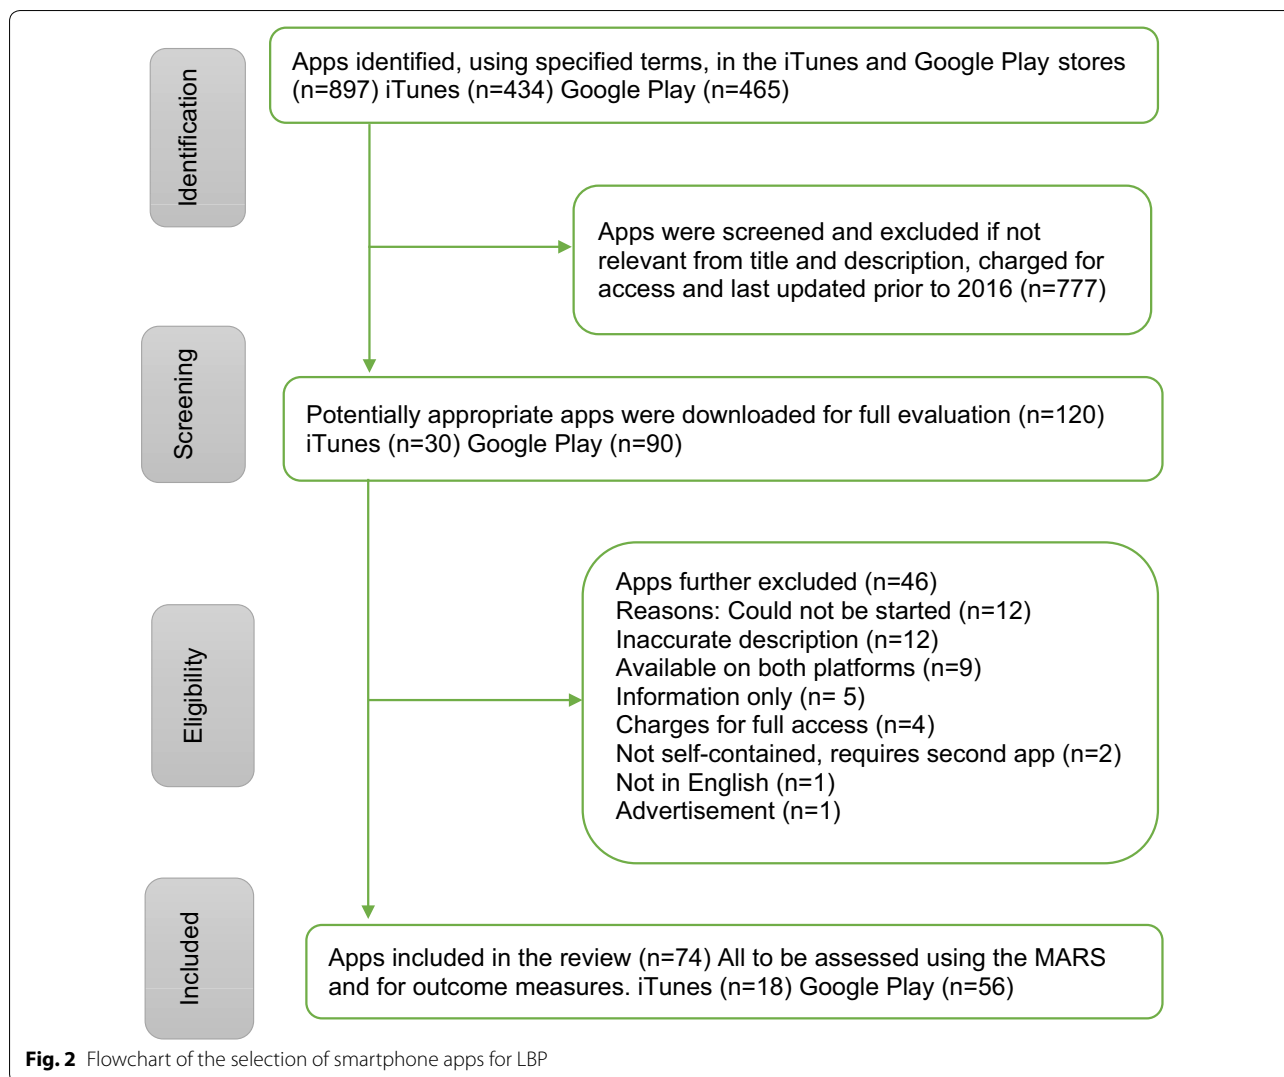 Identification
Apps identified, using specified terms, in the iTunes and Google Play stores
(n=897) iTunes (n=434) Google Play (n=465)
Apps were screened and excluded if not
relevant from title and description, charged for
access and last updated prior to 2016 (n=777)
Screening
Potentially appropriate apps were downloaded for full evaluation (n=120)
iTunes (n=30) Google Play (n=90)
Eligibility
Apps further excluded (n=46)
Reasons: Could not be started (n=12)
Inaccurate description (n=12)
Available on both platforms (n=9)
Information only (n= 5)
Charges for full access (n=4)
Not self-contained, requires second app (n=2)
Not in English (n=1)
Advertisement (n=1)
Included
Apps included in the review (n=74) All to be assessed using the MARS
and for outcome measures. iTunes (n=18) Google Play (n=56)
Fig. 2 Flowchart of the selection of smartphone apps for LBP